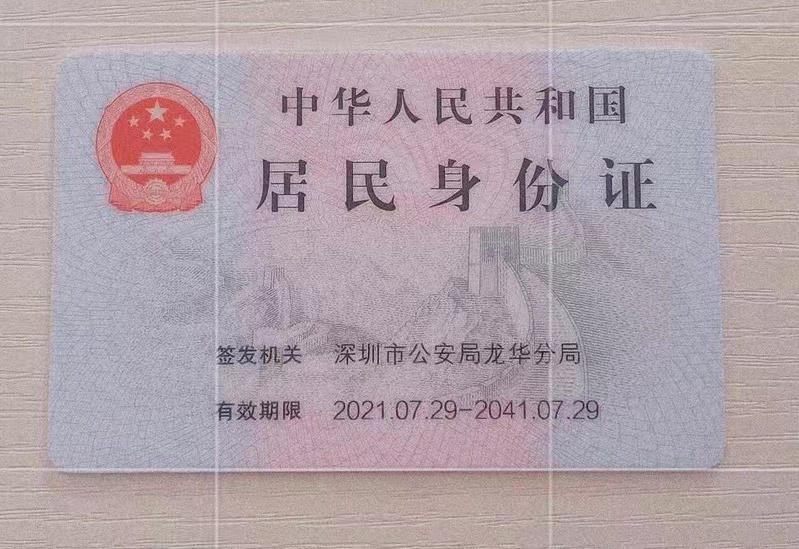 中华人民共和国
居民身份证
签发机关 深圳市公安局龙华分局
有效期限 2021.07.29-2041.07.29